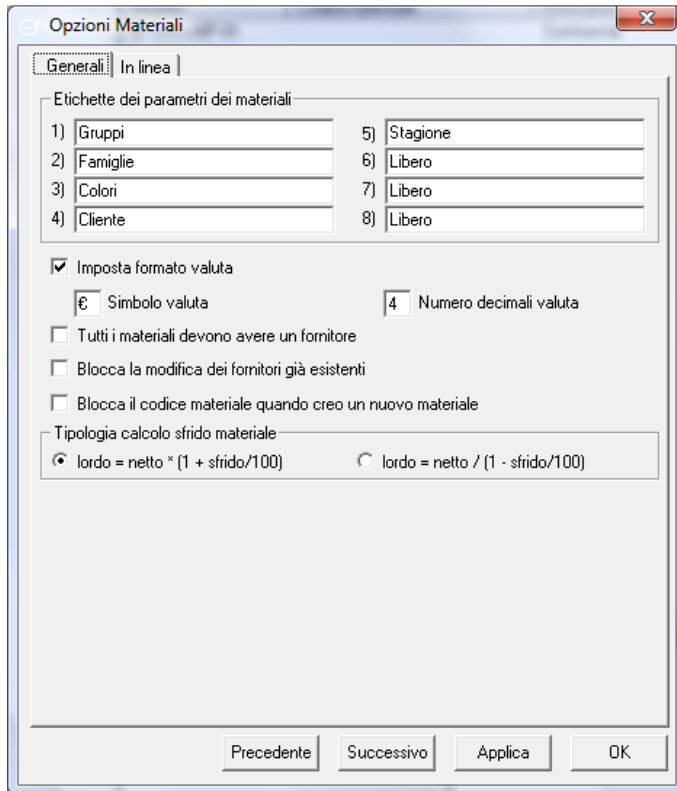 Opzioni Materiali
Generali In linea
Etichette dei parametri dei materiali
1) Gruppi 5) Stagione
2) Famiglie 6) Libero
3) Colori 7) Libero
4) Cliente 8) Libero
Imposta formato valuta
€ Simbolo valuta 4 Numero decimali valuta
Tutti i materiali devono avere un fornitore
Blocca la modifica dei fornitori già esistenti
Blocca il codice materiale quando creo un nuovo materiale
Tipologia calcolo sfrido materiale
lordo = netto * (1 + sfrido/100) lordo = netto / (1 - sfrido/100)
Precedente Successivo Applica OK